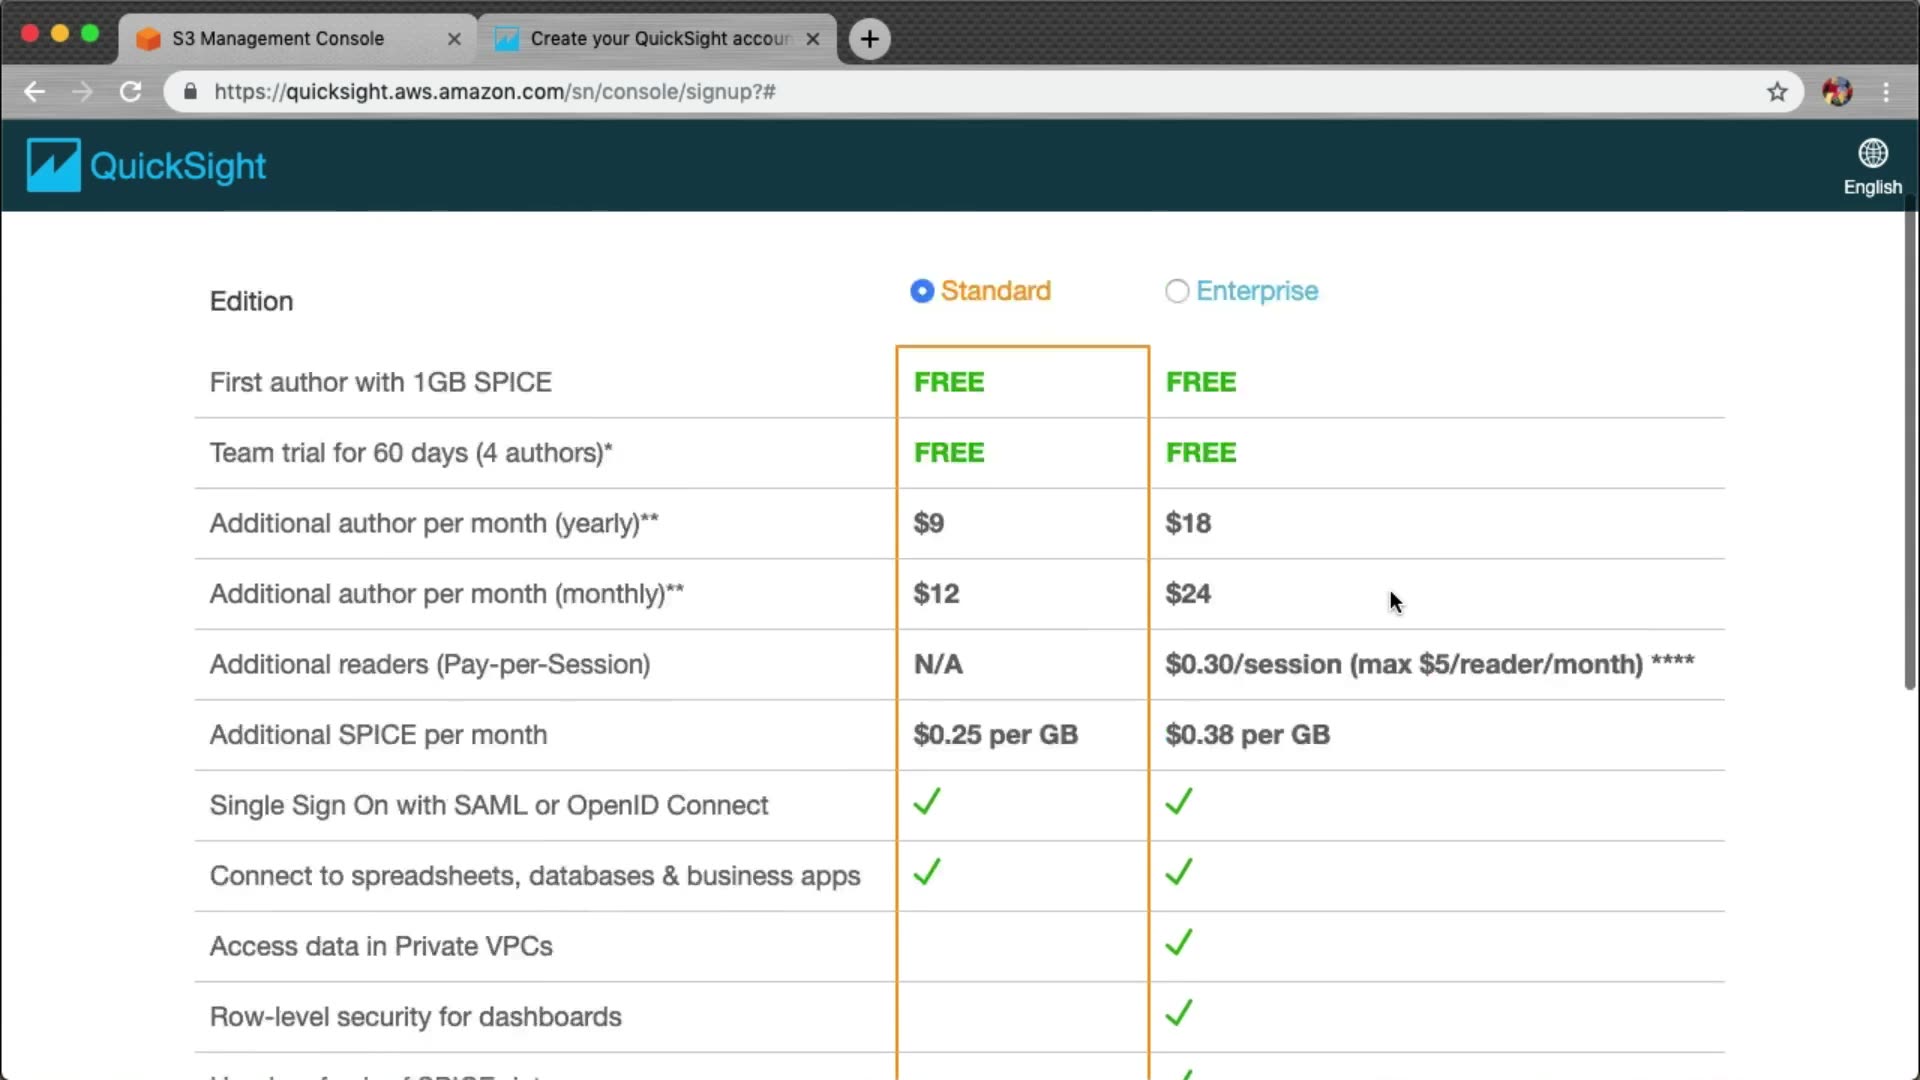 S3 Management Console
Create your QuickSight accoun
https://quicksight.aws.amazon.com/sn/console/signup?#
QuickSight
English
Edition Standard Enterprise
First author with 1GB SPICE FREE FREE
Team trial for 60 days (4 authors)* FREE FREE
Additional author per month (yearly)** $9 $18
Additional author per month (monthly)** $12 $24
Additional readers (Pay-per-Session) N/A $0.30/session (max $5/reader/month) ****
Additional SPICE per month $0.25 per GB $0.38 per GB
Single Sign On with SAML or OpenID Connect
Connect to spreadsheets, databases & business apps
Access data in Private VPCs
Row-level security for dashboards